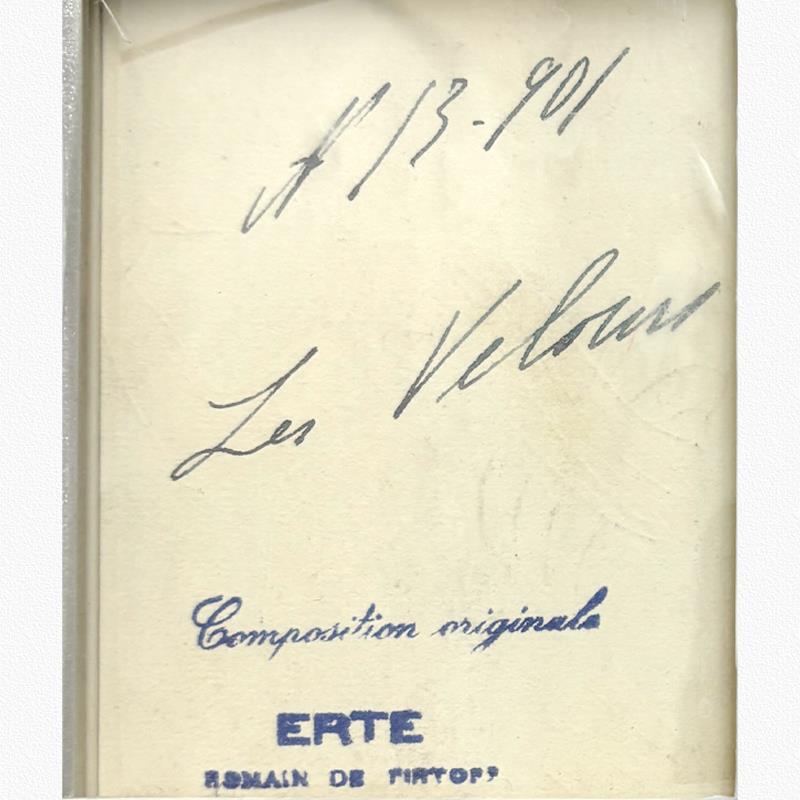 N 13-901
Les Velours
Composition originale
ERTE
ROMAIN DE TIRTOFF